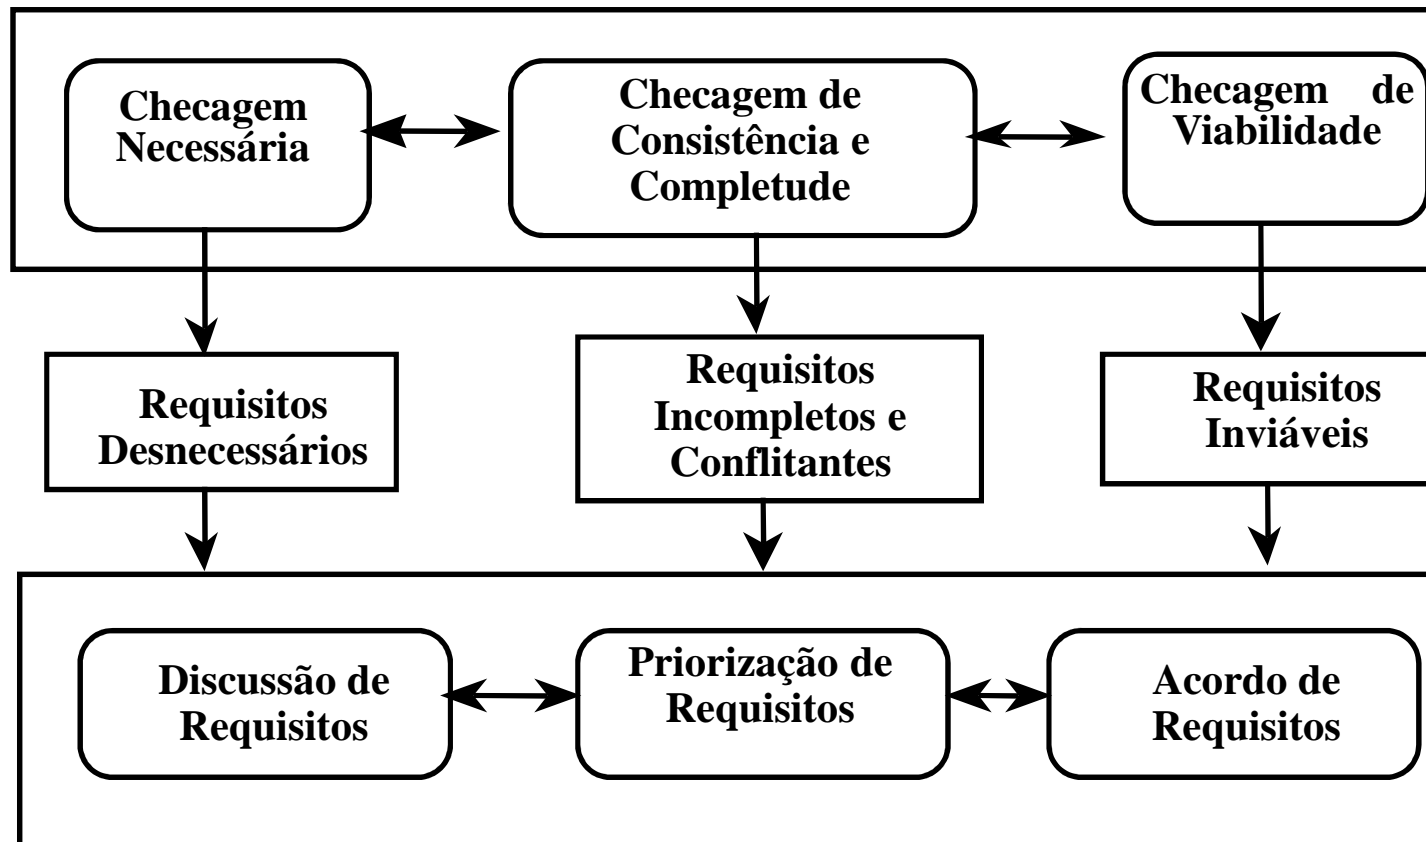 Checagem
Necessária
Checagem de
Consistência e
Completude
Checagem de
Viabilidade
Requisitos
Desnecessários
Requisitos
Incompletos e
Conflitantes
Requisitos
Inviáveis
Discussão de
Requisitos
Priorização de
Requisitos
Acordo de
Requisitos